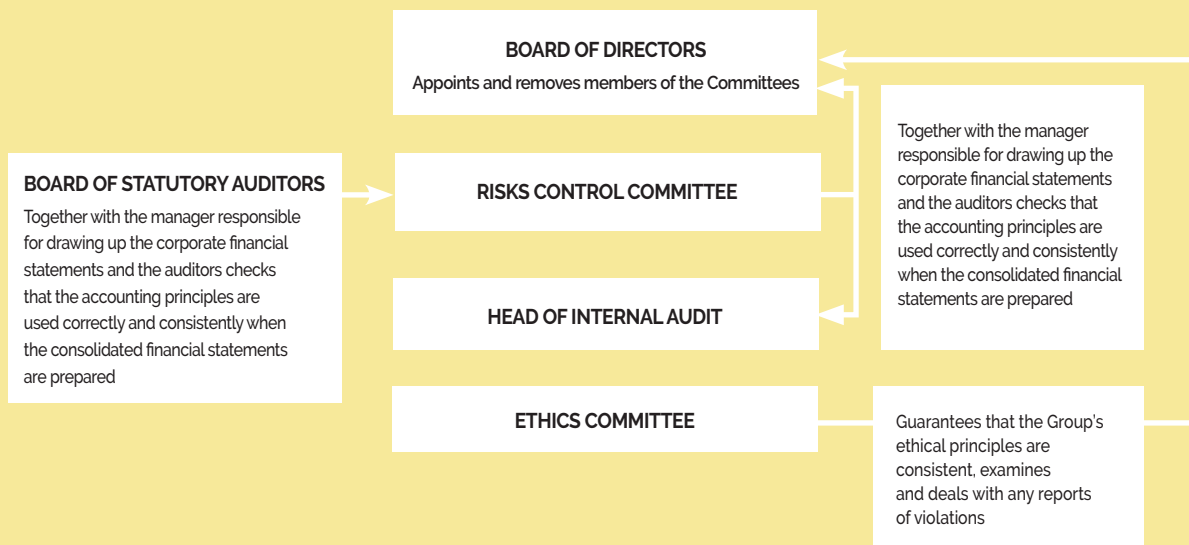 BOARD OF DIRECTORS
Appoints and removes members of the Committees
BOARD OF STATUTORY AUDITORS
Together with the manager responsible
for drawing up the corporate financial
statements and the auditors checks
that the accounting principles are
used correctly and consistently when
the consolidated financial statements
are prepared
RISKS CONTROL COMMITTEE
Together with the manager
responsible for drawing up the
corporate financial statements
and the auditors checks that
the accounting principles are
used correctly and consistently
when the consolidated financial
statements are prepared
HEAD OF INTERNAL AUDIT
ETHICS COMMITTEE
Guarantees that the Group's
ethical principles are
consistent, examines
and deals with any reports
of violations